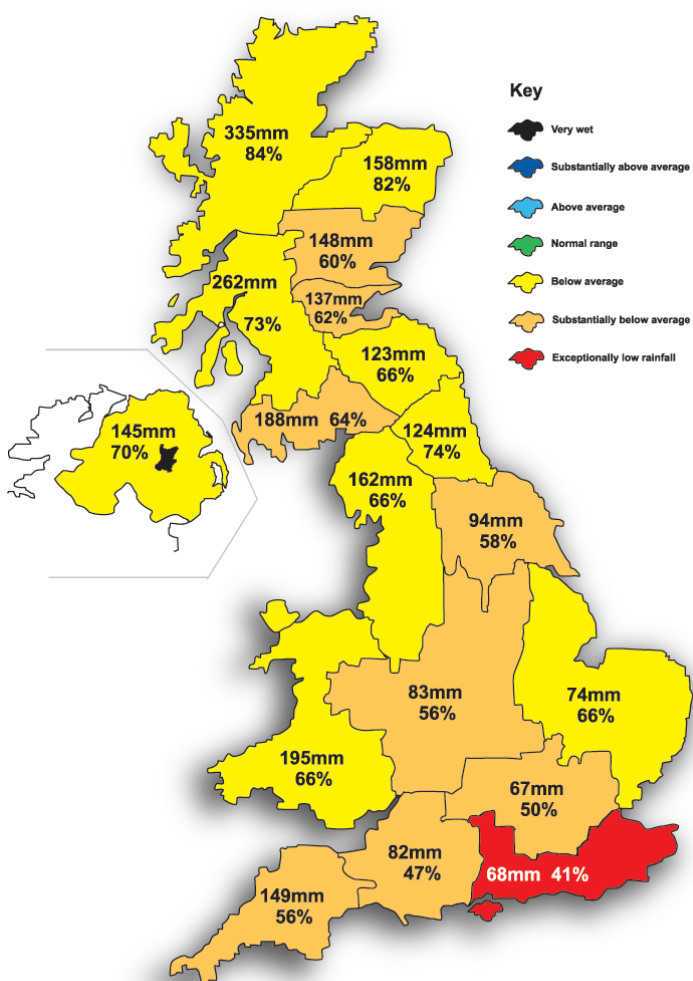 Key
Very wet
Substantially above average
Above average
Normal range
Below average
Substantially below average
Exceptionally low rainfall
335mm
84%
158mm
82%
148mm
60%
262mm
73%
137mm
62%
123mm
66%
188mm 64%
124mm
74%
145mm
70%
162mm
66%
94mm
58%
83mm
56%
74mm
66%
195mm
66%
67mm
50%
82mm
47%
68mm 41%
149mm
56%